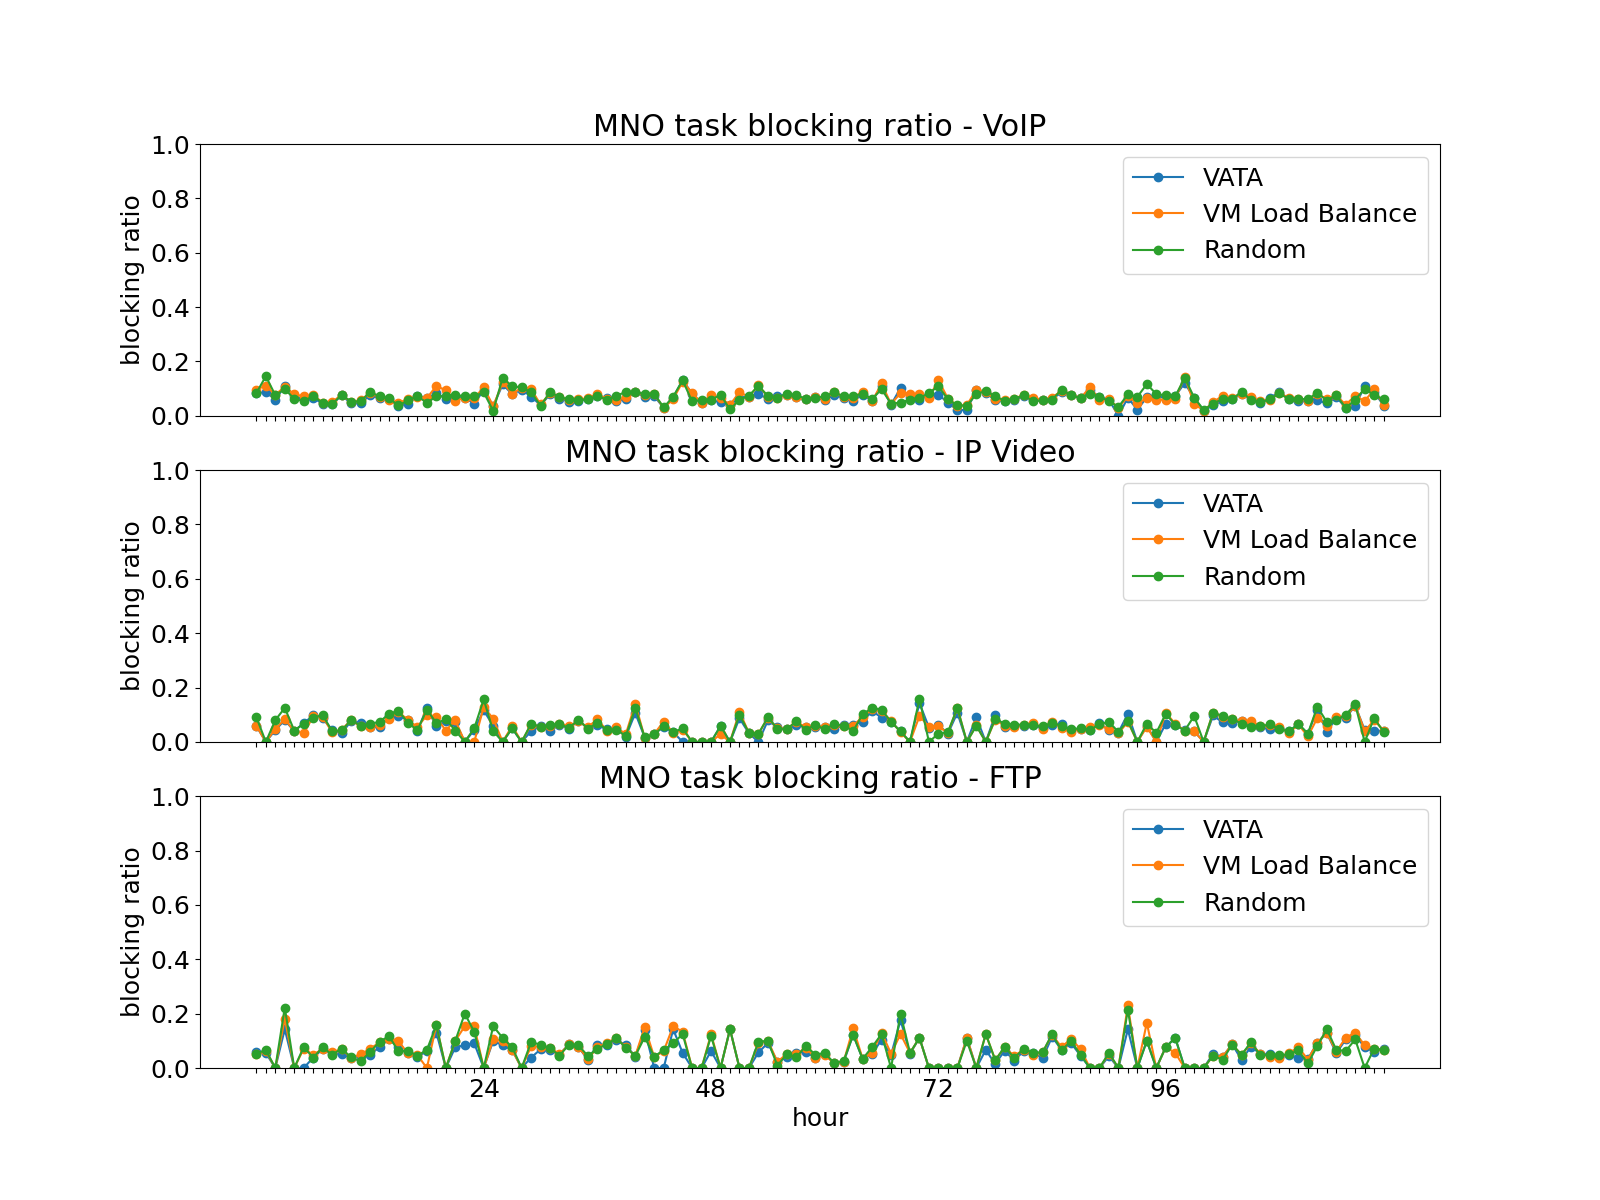 MNO task blocking ratio - VoIP
1.0
0.8
0.6
0.4
0.2
0.0
blocking ratio
VATA
VM Load Balance
Random
MNO task blocking ratio - IP Video
1.0
0.8
0.6
0.4
0.2
0.0
blocking ratio
VATA
VM Load Balance
Random
MNO task blocking ratio - FTP
1.0
0.8
0.6
0.4
0.2
0.0
blocking ratio
VATA
VM Load Balance
Random
24 48 72 96
hour